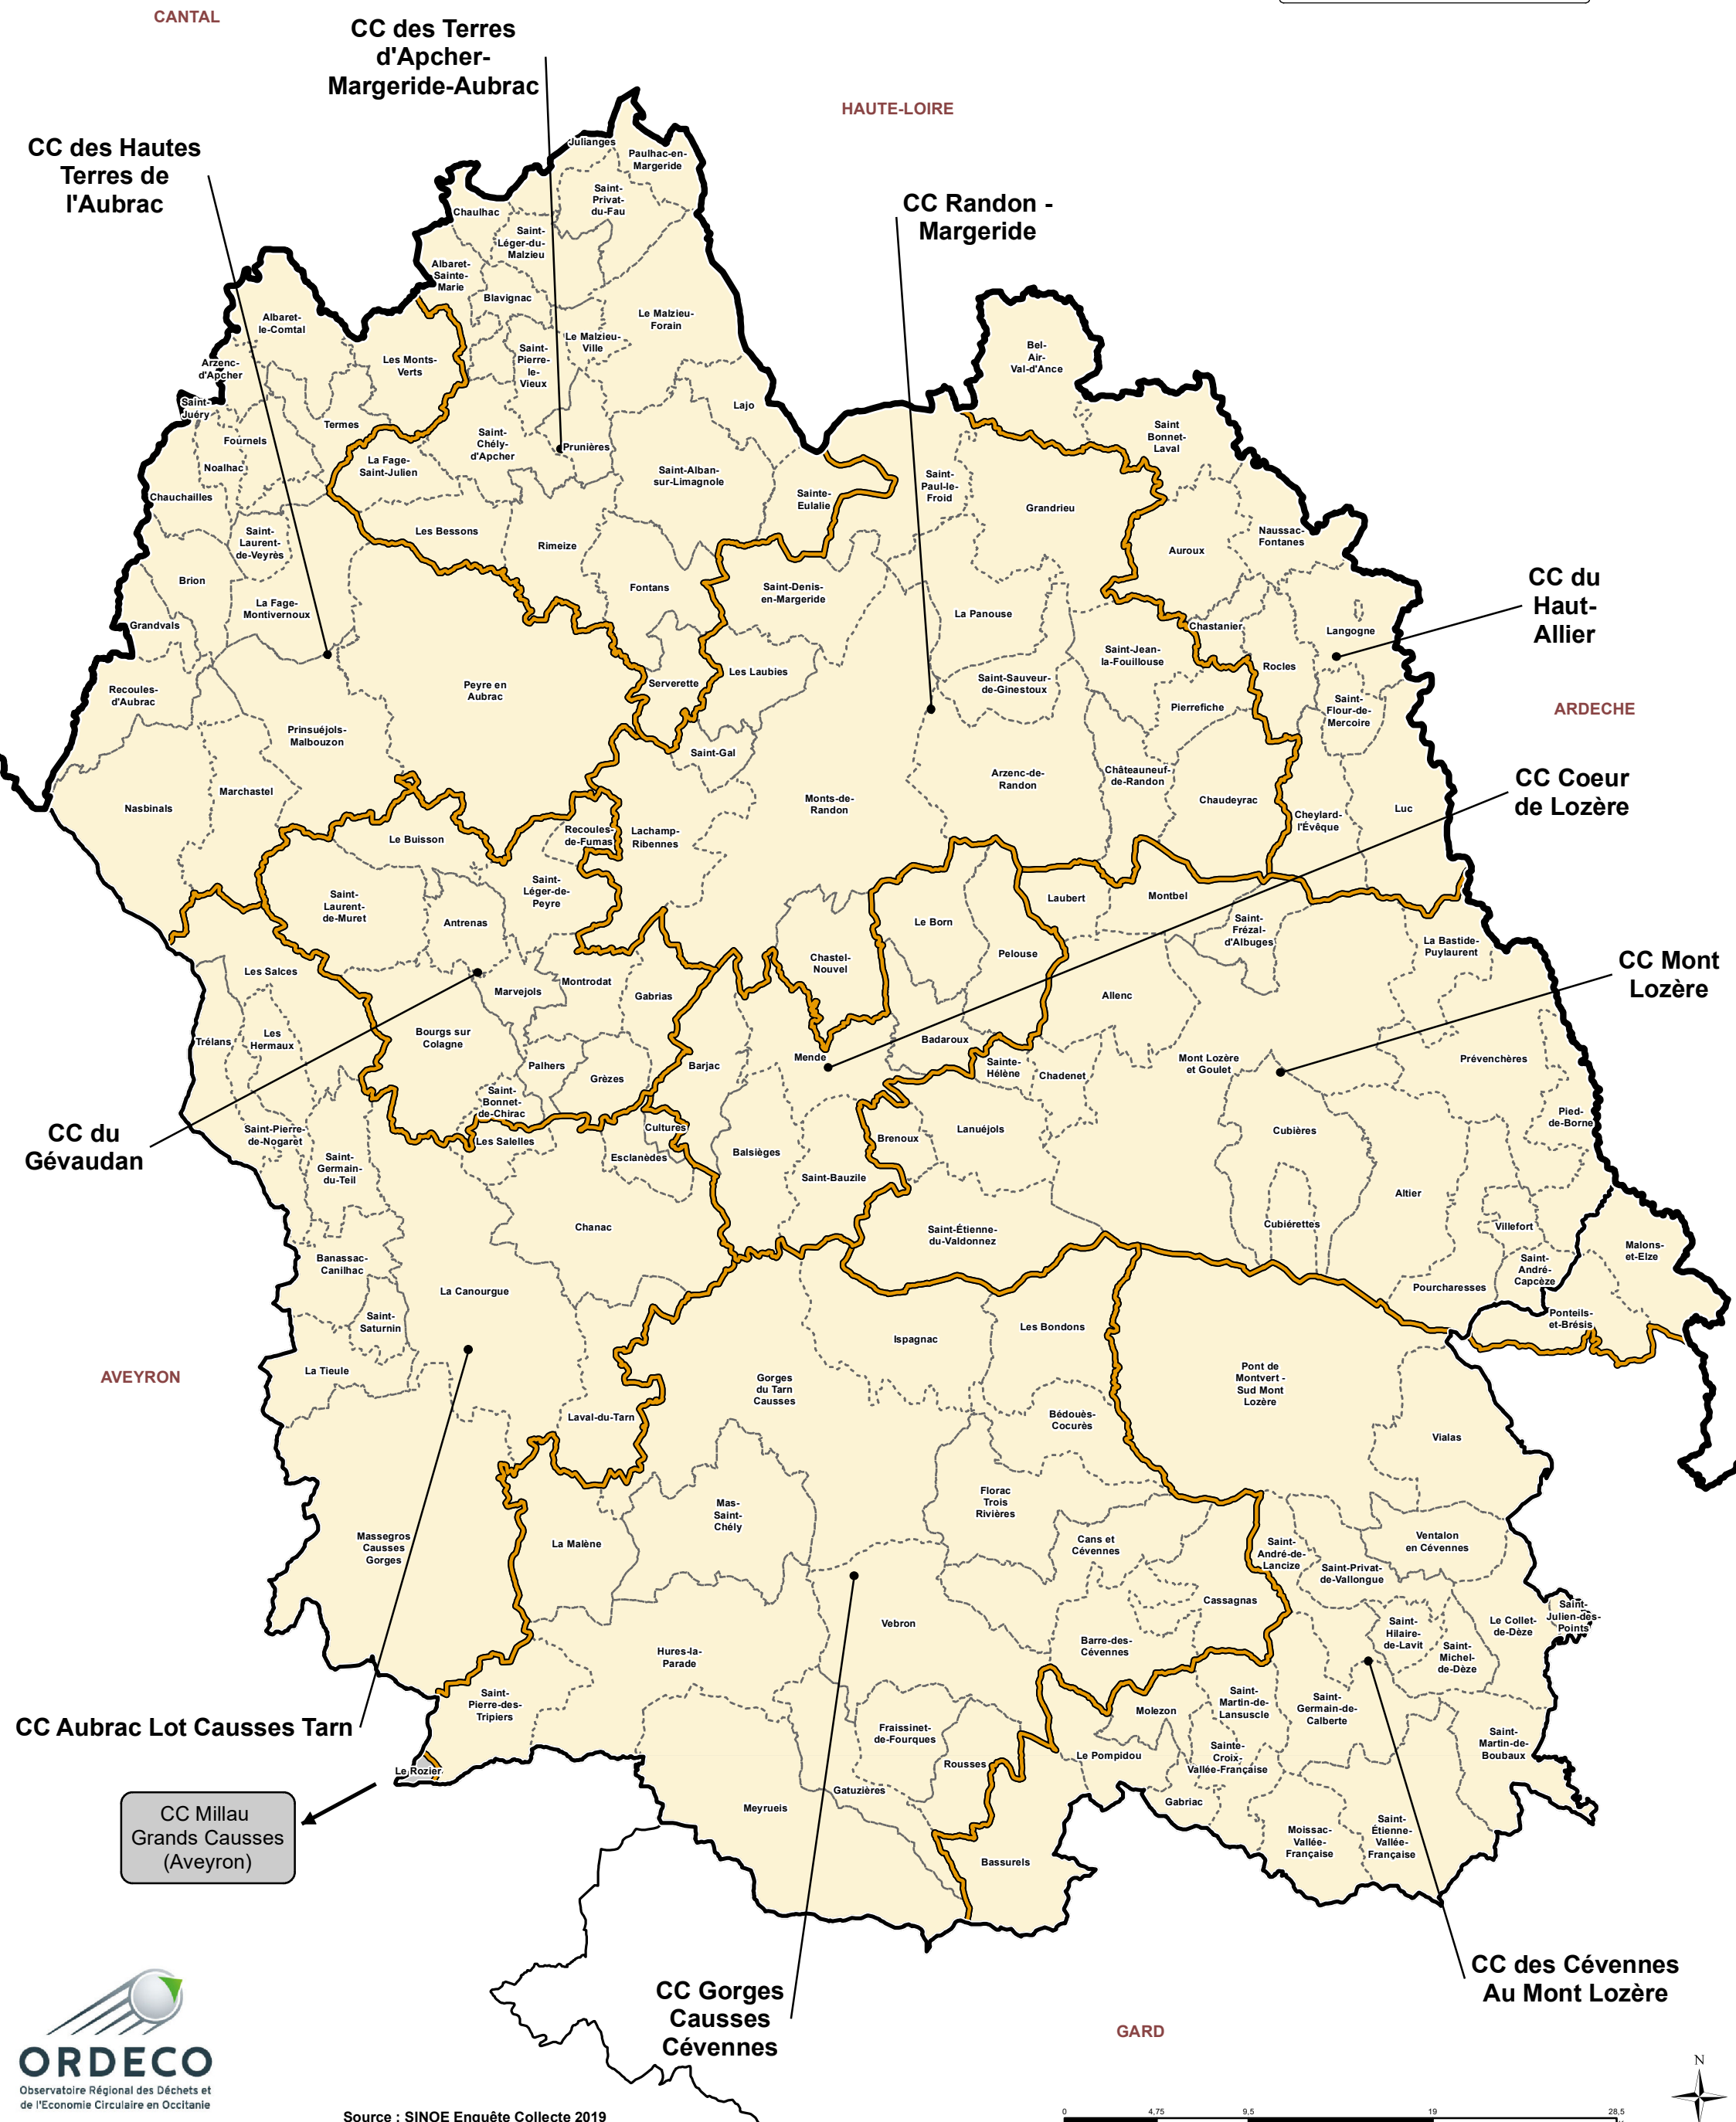 CANTAL
CC des Terres
d'Apcher-
Margeride-Aubrac
HAUTE-LOIRE
CC des Hautes
Terres de
l'Aubrac
CC Randon -
Margeride
Julianges
Paulhac-en-
Margeride
Saint-
Privat-
du-Fau
Chaulhac
Saint-
Léger-du-
Malzieu
Albaret-
Sainte-
Marie
Blavignac
Le Malzieu-
Forain
Le Malzieu-
Ville
Albaret-
le-Comtal
Les Monts-
Verts
Saint-
Pierre-
le-
Vieux
Bel-
Air-
Val-d'Ance
Arzenc-
d'Apcher
Saint-
Juéry
Lajo
Termes
Fournels
Noalhac
Saint-
Chély-
d'Apcher
Prunières
Saint
Bonnet-
Laval
La Fage-
Saint-Julien
Saint-Alban-
sur-Limagnole
Sainte-
Eulalie
Saint-
Paul-le-
Froid
Grandrieu
Chauchailles
Les Bessons
Rimeize
Saint-
Laurent-
de-Veyrès
Auroux
Naussac-
Fontanes
Brion
Fontans
Saint-Denis-
en-Margeride
La Fage-
Montivernoux
La Panouse
CC du
Haut-
Allier
Grandvals
Chastanier
Langogne
Saint-Jean-
la-Fouillouse
Rocles
Recoules-
d'Aubrac
Peyre en
Aubrac
Serverette
Les Laubies
Saint-Sauveur-
de-Ginestoux
Pierrefiche
Saint-
Flour-de-
Mercoire
ARDECHE
Prinsuéjols-
Malbouzon
Saint-Gal
Nasbinals
Marchastel
Monts-de-
Randon
Arzenc-de-
Randon
Châteauneuf-
de-Randon
Chaudeyrac
Cheylard-
l'Évêque
Luc
CC Coeur
de Lozère
Le Buisson
Recoules-
de-Fumas
Lachamp-
Ribennes
Saint-
Laurent-
de-Muret
Antrenas
Saint-
Léger-de-
Peyre
Le Born
Laubert
Montbel
Saint-
Frézal-
d'Albuges
La Bastide-
Puylaurent
Pelouse
Chastel-
Nouvel
CC Mont
Lozère
Les Salces
Marvejols
Montrodat
Gabrias
Allenc
Trélans
Les
Hermaux
Bourgs sur
Colagne
Palhers
Grèzes
Barjac
Mende
Badaroux
Sainte-
Hélène
Chadenet
Mont Lozère
et Goulet
Prévenchères
Saint-
Bonnet-
de-Chirac
CC du
Gévaudan
Saint-Pierre-
de-Nogaret
Les Salelles
Cultures
Esclanèdes
Balsièges
Brenoux
Lanuéjols
Cubières
Pied-
de-Borne
Saint-
Germain-
du-Teil
Saint-Bauzile
Altier
Chanac
Saint-Étienne-
du-Valdonnez
Cubiérettes
Villefort
Malons-
et-Elze
Banassac-
Canilhac
La Canourgue
Saint-
André-
Capcèze
Pourcharesses
Ponteils-
et-Brésis
Saint-
Saturnin
Ispagnac
Les Bondons
AVEYRON
La Tieule
Gorges
du Tarn
Causses
Pont de
Montvert -
Sud Mont
Lozère
Laval-du-Tarn
Bédouès-
Cocurès
Vialas
Mas-
Saint-
Chély
Florac
Trois
Rivières
Massegros
Causses
Gorges
La Malène
Cans et
Cévennes
Saint-
André-de-
Lancize
Saint-Privat-
de-Vallongue
Ventalon
en Cévennes
Cassagnas
Saint-
Julien-des-
Points
Vebron
Saint-
Hilaire-
de-Lavit
Le Collet-
de-Dèze
Hures-la-
Parade
Barre-des-
Cévennes
Saint-
Michel-
de-Dèze
CC Aubrac Lot Causses Tarn
Saint-
Pierre-des-
Tripiers
Fraissinet-
de-Fourques
Molezon
Saint-
Martin-de-
Lansuscle
Saint-
Germain-de-
Calberte
Saint-
Martin-de-
Boubaux
Le Rozier
Rousses
Le Pompidou
Sainte-
Croix-
Vallée-Française
Gatuzières
Meyrueis
Gabriac
CC Millau
Grands Causses
(Aveyron)
Bassurels
Moissac-
Vallée-
Française
Saint-
Étienne-
Vallée-
Française
CC Gorges
Causses
Cévennes
CC des Cévennes
Au Mont Lozère
GARD
ORDECO
Observatoire Régional des Déchets et
de l'Economie Circulaire en Occitanie
N
Source : SINOE Enquête Collecte 2019
0 4,75 9,5 19 28,5